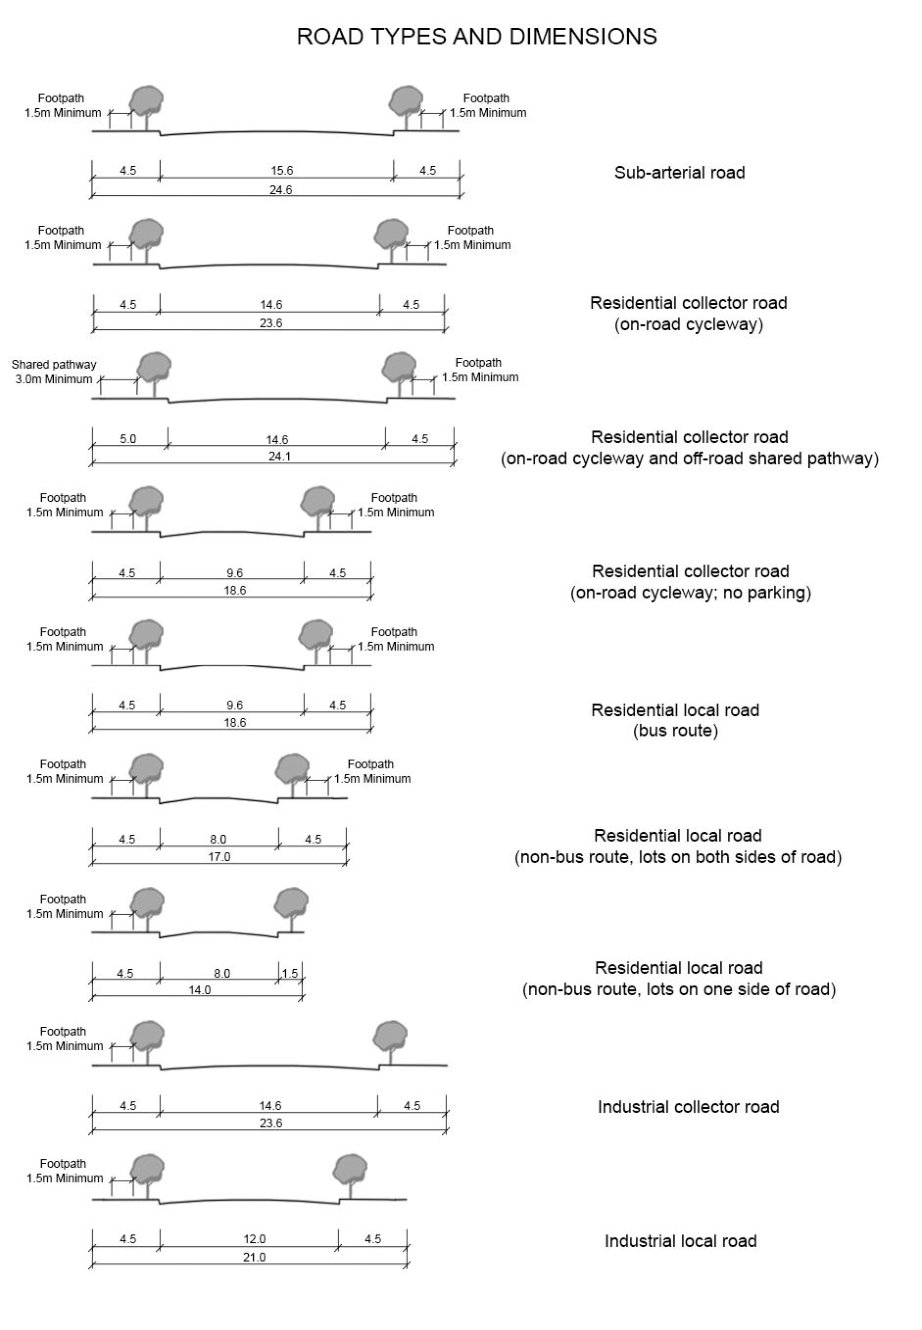 ROAD TYPES AND DIMENSIONS
Footpath
1.5m Minimum
Footpath
1.5m Minimum
4.5 15.6 4.5
24.6
Sub-arterial road
Footpath
1.5m Minimum
Footpath
1.5m Minimum
4.5 14.6 4.5
23.6
Residential collector road
(on-road cycleway)
Shared pathway
3.0m Minimum
Footpath
1.5m Minimum
5.0 14.6 4.5
24.1
Residential collector road
(on-road cycleway and off-road shared pathway)
Footpath
1.5m Minimum
Footpath
1.5m Minimum
4.5 9.6 4.5
18.6
Residential collector road
(on-road cycleway; no parking)
Footpath
1.5m Minimum
Footpath
1.5m Minimum
4.5 9.6 4.5
18.6
Residential local road
(bus route)
Footpath
1.5m Minimum
Footpath
1.5m Minimum
4.5 8.0 4.5
17.0
Residential local road
(non-bus route, lots on both sides of road)
Footpath
1.5m Minimum
4.5 8.0 1.5
14.0
Residential local road
(non-bus route, lots on one side of road)
Footpath
1.5m Minimum
4.5 14.6 4.5
23.6
Industrial collector road
Footpath
1.5m Minimum
4.5 12.0 4.5
21.0
Industrial local road